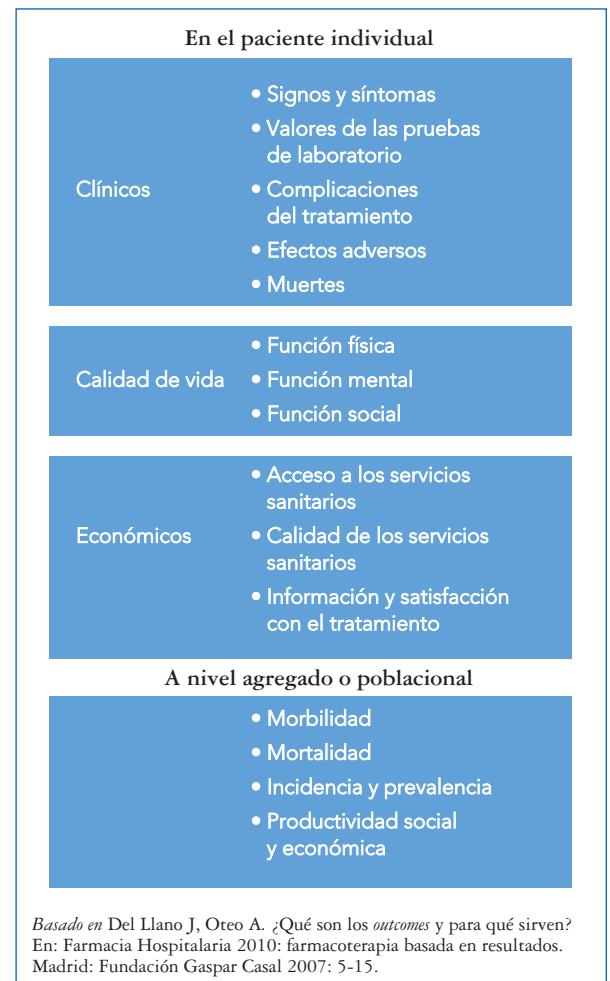 En el paciente individual
Clínicos
• Signos y síntomas
• Valores de las pruebas
de laboratorio
• Complicaciones
del tratamiento
• Efectos adversos
• Muertes
Calidad de vida
• Función física
• Función mental
• Función social
Económicos
• Acceso a los servicios
sanitarios
• Calidad de los servicios
sanitarios
• Información y satisfacción
con el tratamiento
A nivel agregado o poblacional
• Morbilidad
• Mortalidad
• Incidencia y prevalencia
• Productividad social
y económica
Basado en Del Llano J, Oteo A. ¿Qué son los outcomes y para qué sirven?
En: Farmacia Hospitalaria 2010: farmacoterapia basada en resultados.
Madrid: Fundación Gaspar Casal 2007: 5-15.